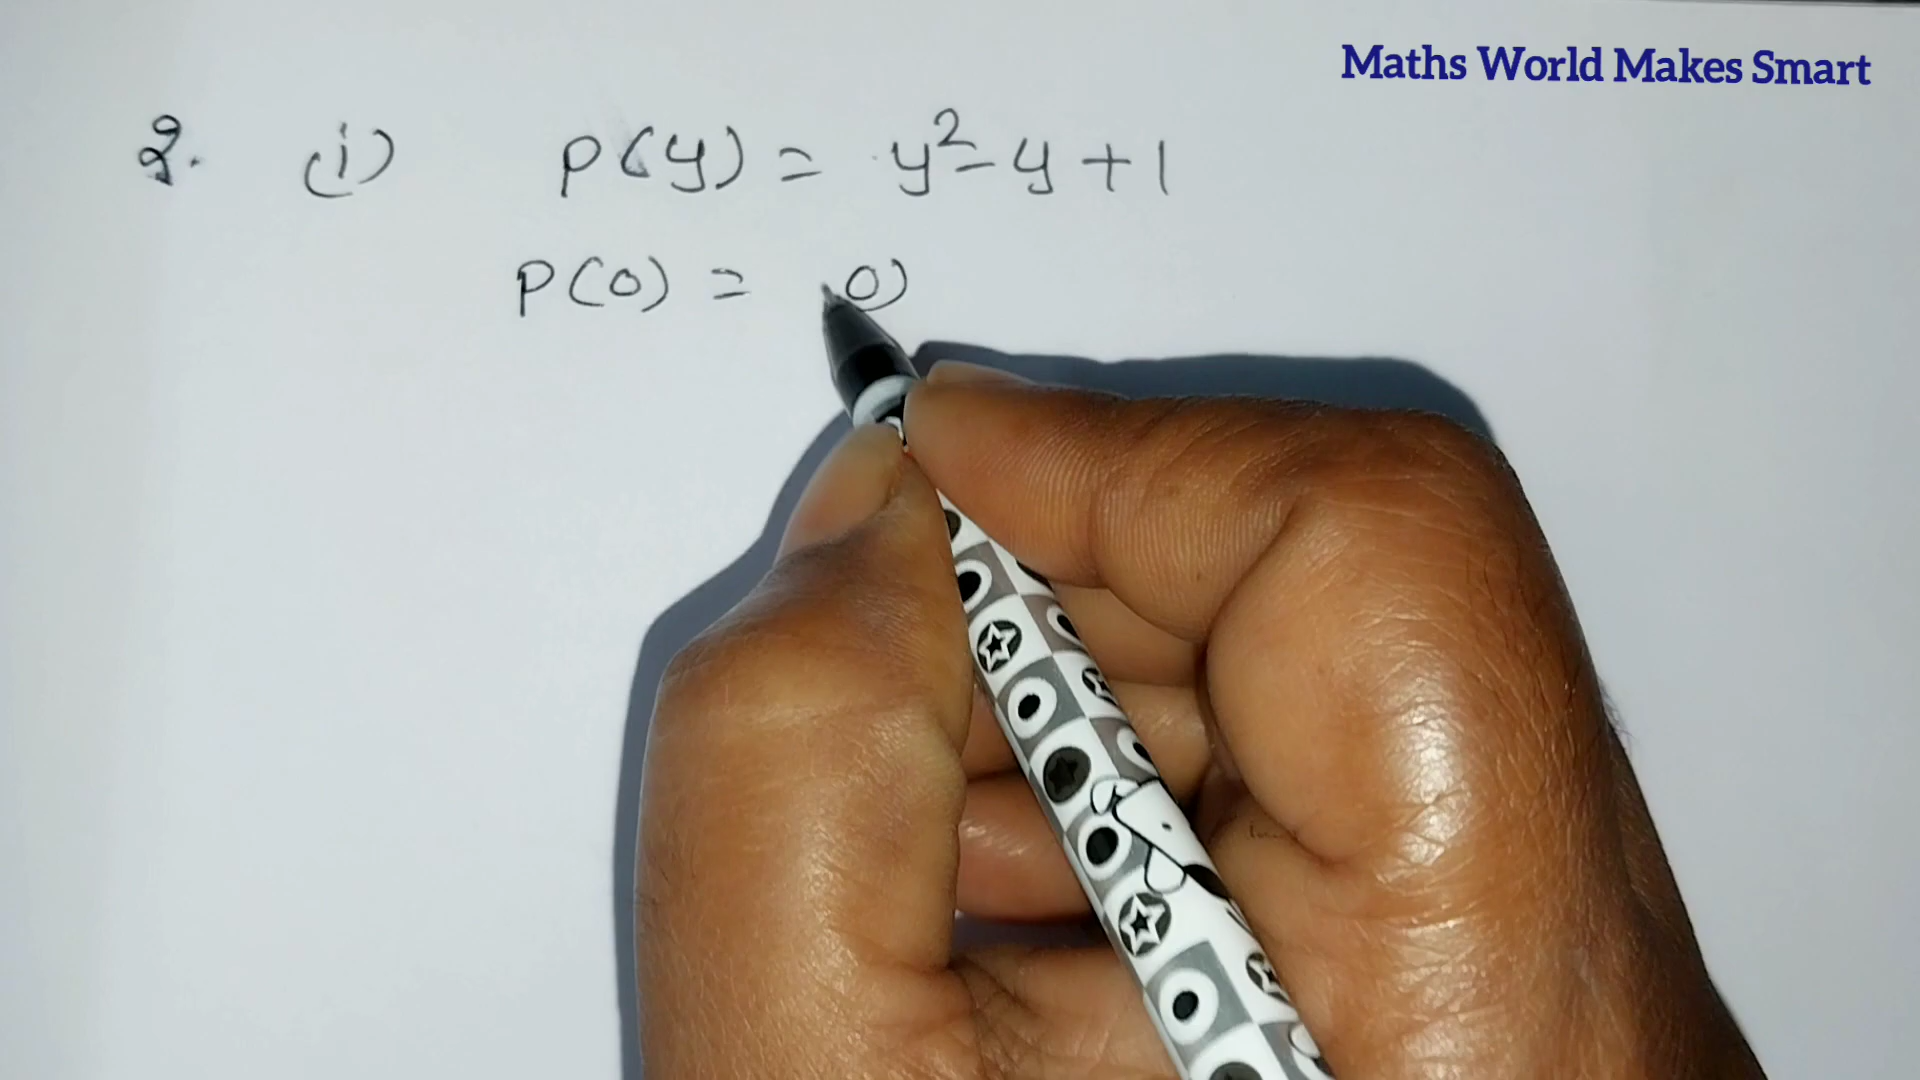 Maths World Makes Smart
2. (i) p(y) = y²-y+1
p(0) = 0)